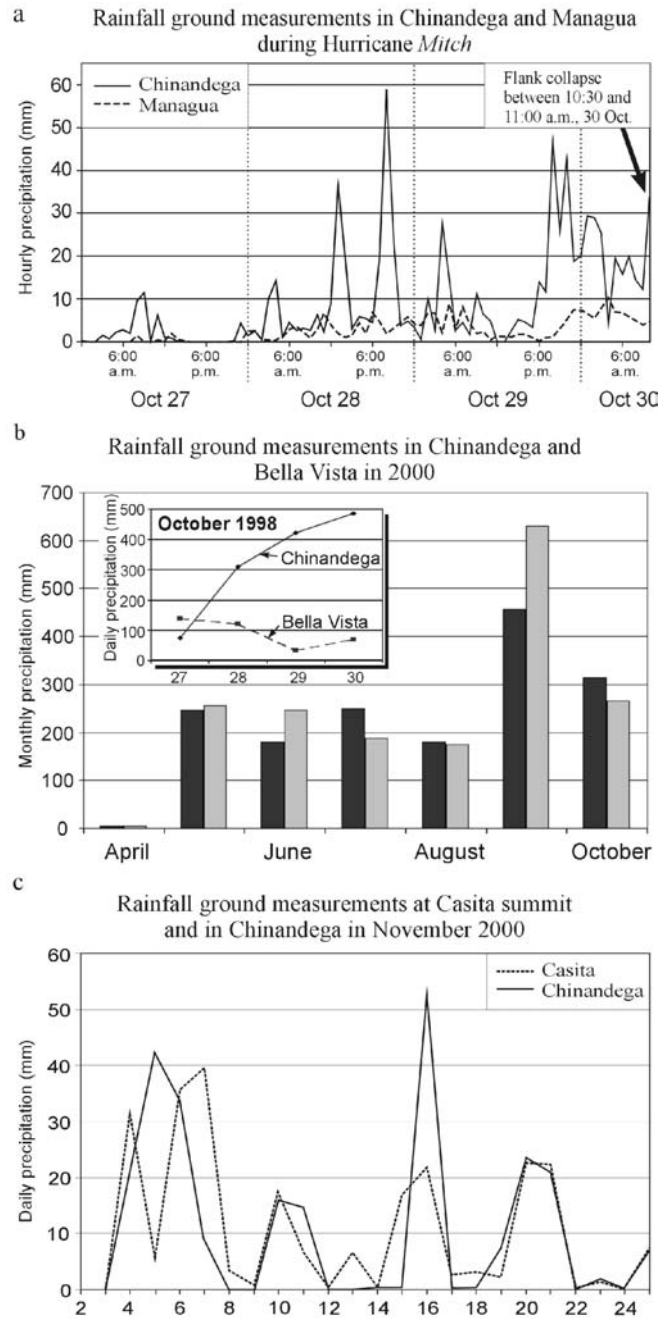 a
Rainfall ground measurements in Chinandega and Managua
during Hurricane Mitch
Hourly precipitation (mm)
60
50
40
30
20
10
0
Chinandega
Managua
Flank collapse
between 10:30 and
11:00 a.m., 30 Oct.
6:00 6:00 6:00 6:00 6:00 6:00 6:00
a.m. p.m. a.m. p.m. a.m. p.m. a.m.
Oct 27 Oct 28 Oct 29 Oct 30
b
Rainfall ground measurements in Chinandega and
Bella Vista in 2000
Monthly precipitation (mm)
700
600
500
400
300
200
100
0
Daily precipitation (mm)
500
400
300
200
100
0
October 1998
Chinandega
Bella Vista
27 28 29 30
April June August October
c
Rainfall ground measurements at Casita summit
and in Chinandega in November 2000
Daily precipitation (mm)
60
50
40
30
20
10
0
Casita
Chinandega
2 4 6 8 10 12 14 16 18 20 22 24